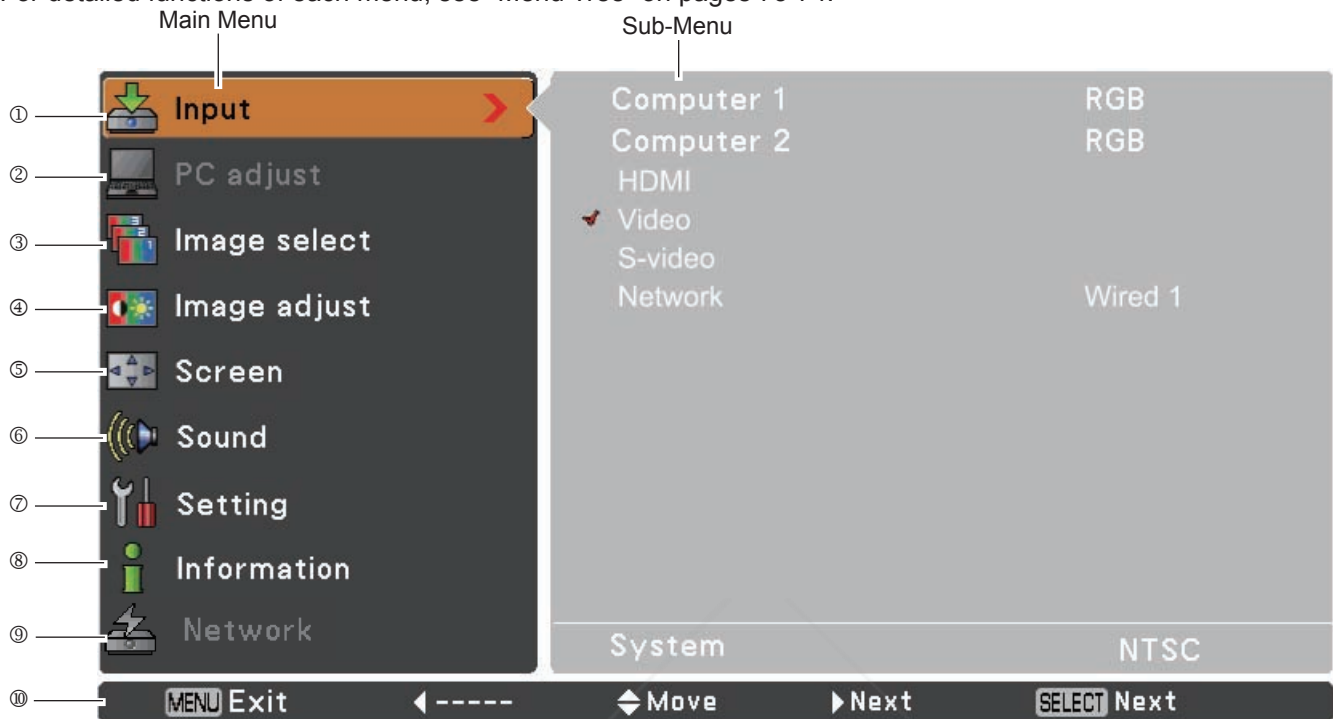 Main Menu
Sub-Menu
① Input Computer 1 RGB
Computer 2 RGB
② PC adjust HDMI
Video
③ Image select S-video
④ Image adjust Network Wired 1
⑤ Screen
⑥ Sound
⑦ Setting
⑧ Information
⑨ Network System NTSC
⑩ MENU Exit ◀ ----- Move ▶Next SELECT Next